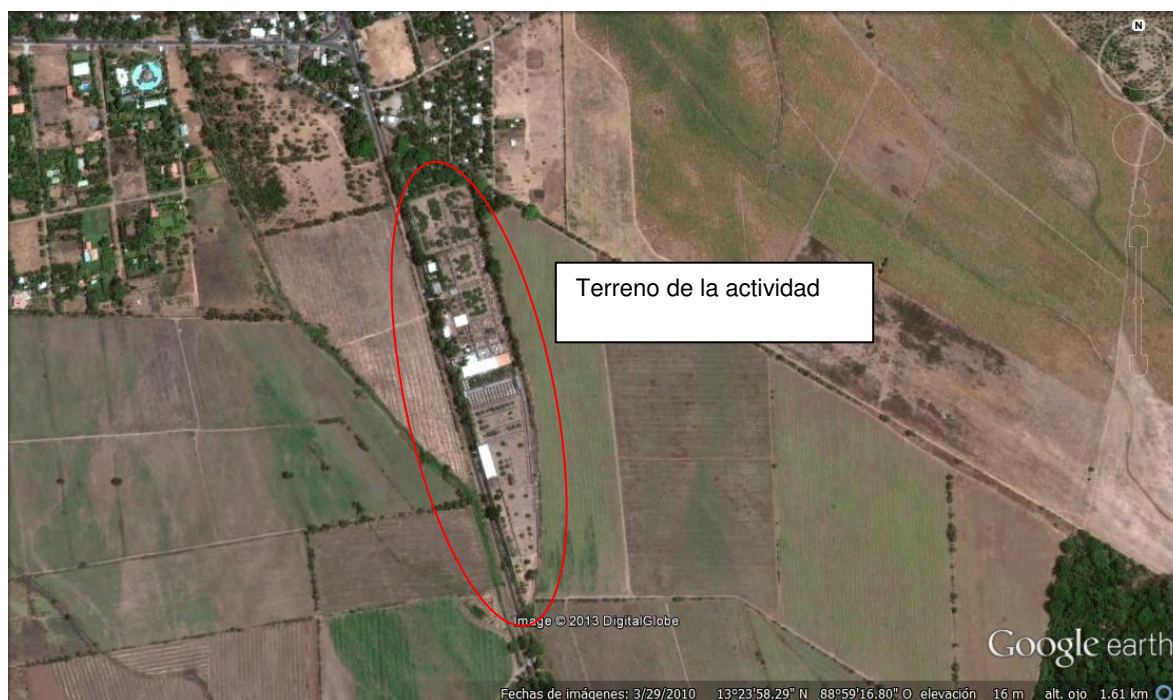 N
Terreno de la actividad
Image © 2013 DigitalGlobe
Google earth
Fechas de imágenes: 3/29/2010 13°23'58.29" N 88°59'16.80" O elevación 16 m alt. ojo 1.61 km